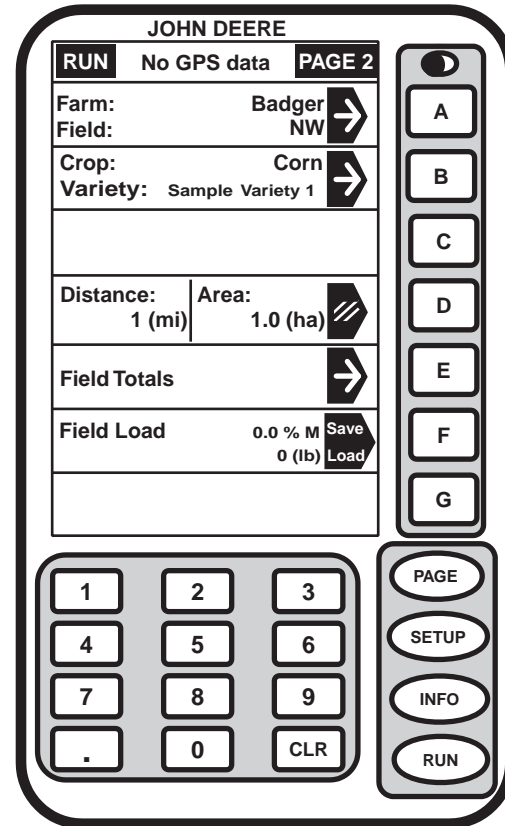 JOHN DEERE
RUN No GPS data PAGE 2
Farm: Badger
Field: NW
A
Crop: Corn
Variety: Sample Variety 1
B
C
Distance: Area:
1 (mi) 1.0 (ha)
D
Field Totals
E
Field Load 0.0 % M Save
0 (lb) Load
F
G
1 2 3
4 5 6
7 8 9
. 0 CLR
PAGE
SETUP
INFO
RUN